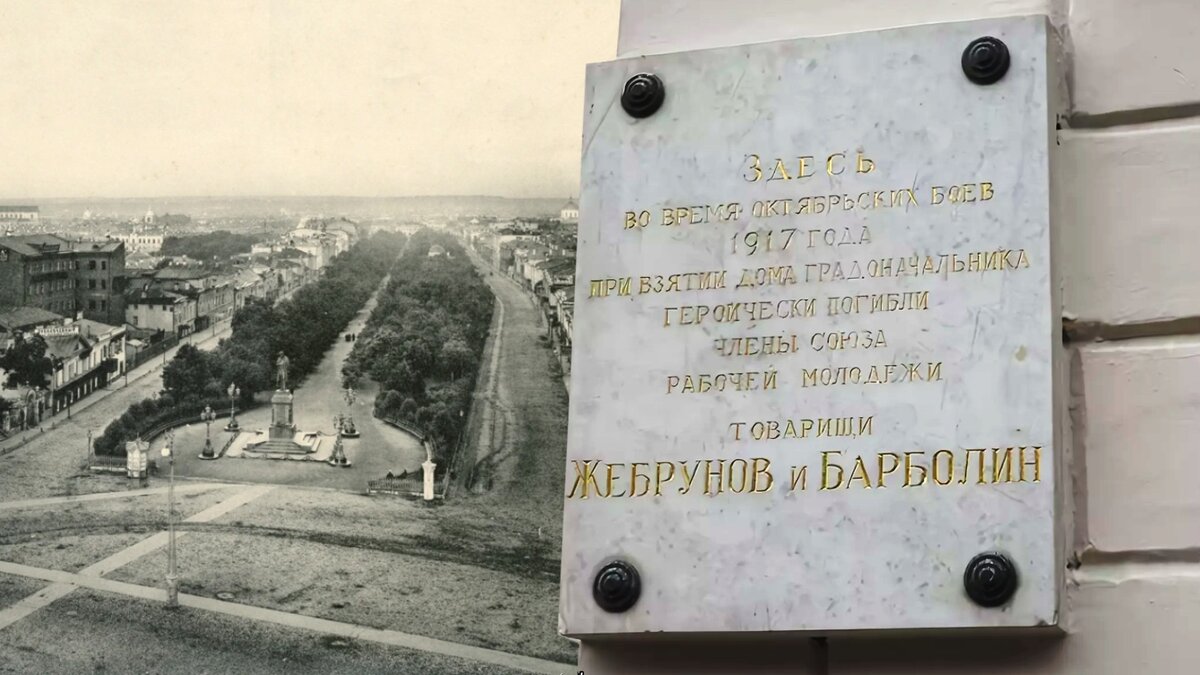 ЗДЕСЬ
ВО ВРЕМЯ ОКТЯБРЬСКИХ БОЕВ
1917 ГОДА
ПРИ ВЗЯТИИ ДОМА ГРАДОНАЧАЛЬНИКА
ГЕРОИЧЕСКИ ПОГИБЛИ
ЧЛЕНЫ СОЮЗА
РАБОЧЕЙ МОЛОДЕЖИ
ТОВАРИЩИ
ЖЕБРУНОВ И БАРБОЛИН